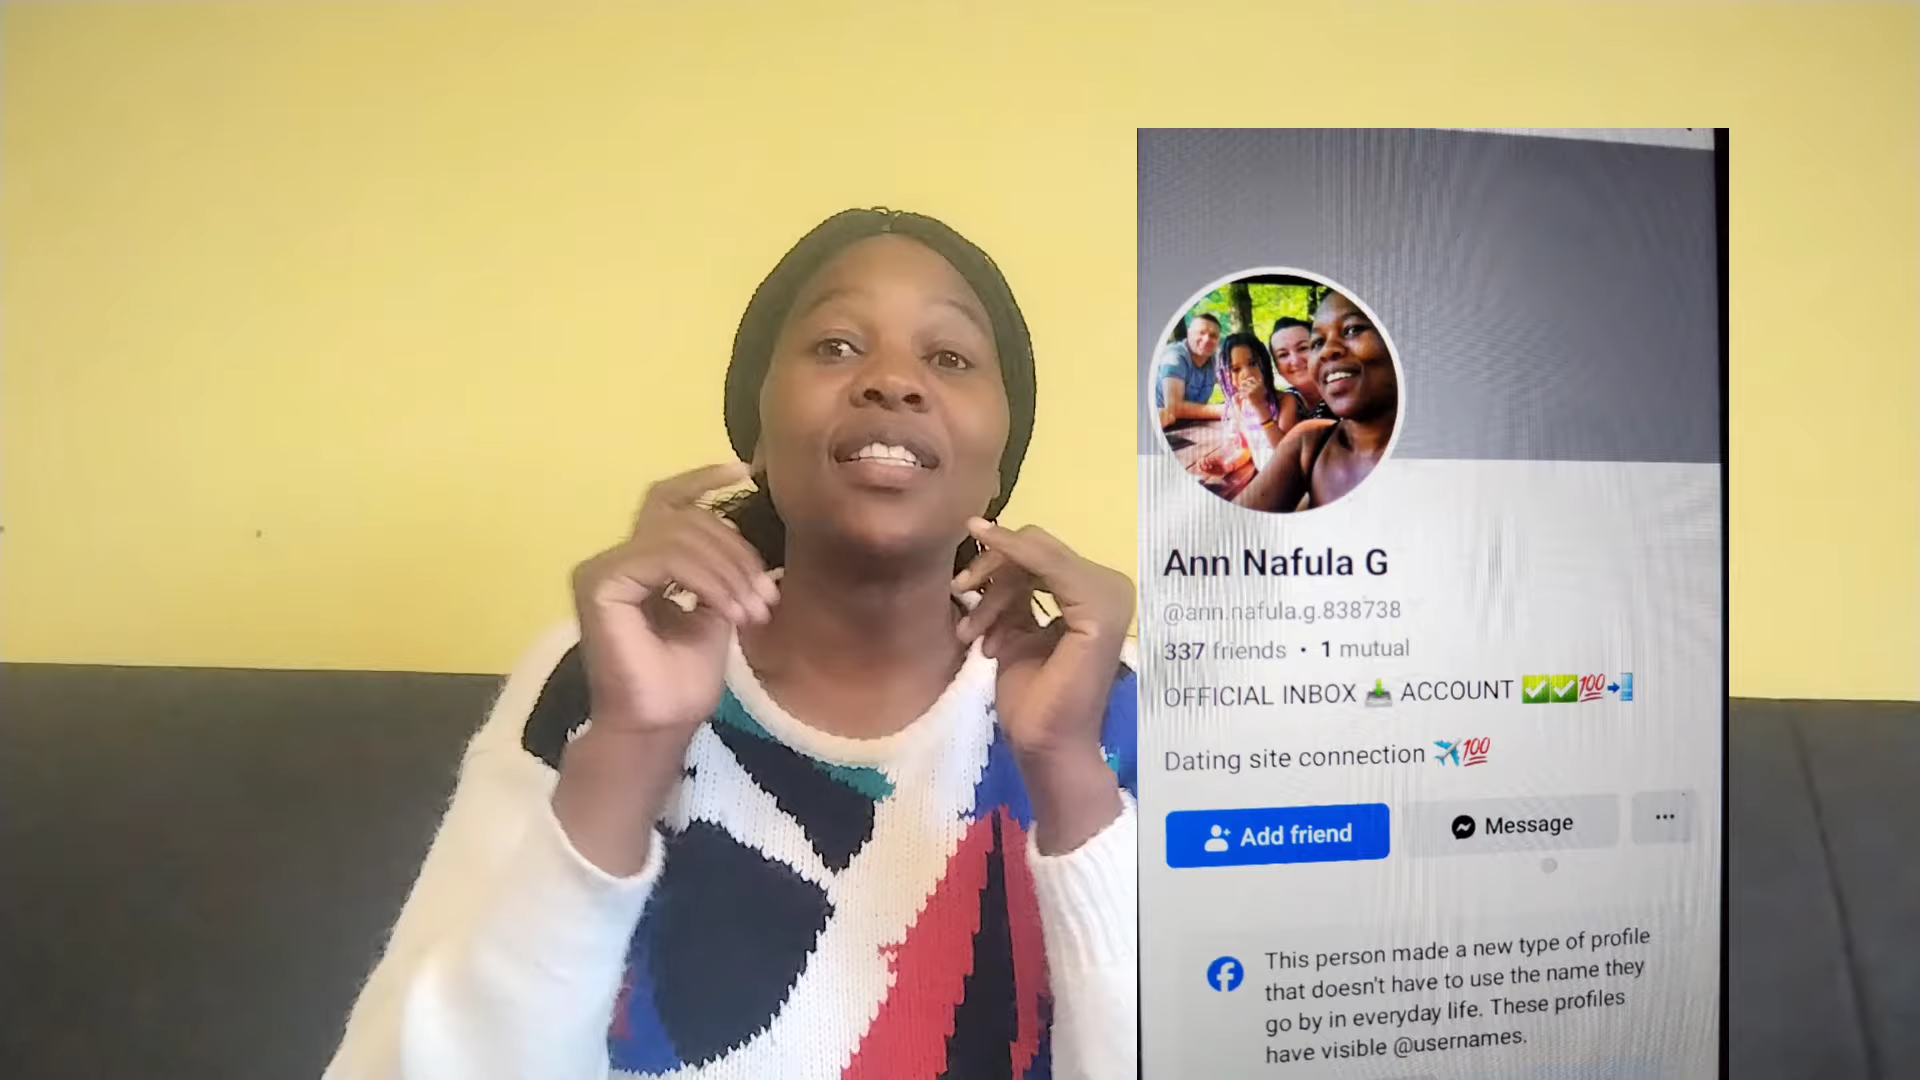 Ann Nafula G
@ann.nafula.g.838738
337 friends • 1 mutual
OFFICIAL INBOX 📥 ACCOUNT ✅✅💯📲
Dating site connection ✈️💯
Add friend
Message
This person made a new type of profile
that doesn't have to use the name they
go by in everyday life. These profiles
have visible @usernames.